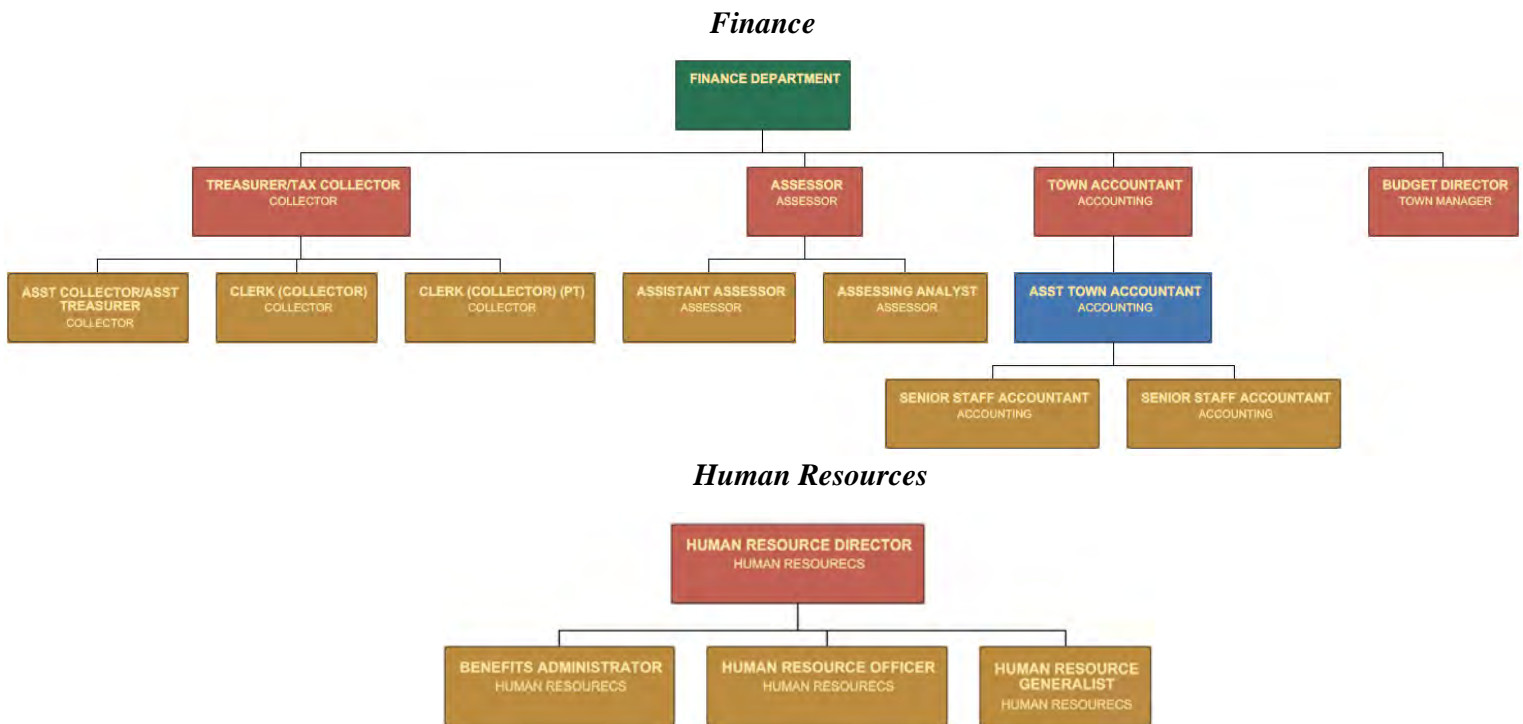 Finance
FINANCE DEPARTMENT
TREASURER/TAX COLLECTOR
COLLECTOR
ASSESSOR
ASSESSOR
TOWN ACCOUNTANT
ACCOUNTING
BUDGET DIRECTOR
TOWN MANAGER
ASST COLLECTOR/ASST
TREASURER
COLLECTOR
CLERK (COLLECTOR)
COLLECTOR
CLERK (COLLECTOR) (PT)
COLLECTOR
ASSISTANT ASSESSOR
ASSESSOR
ASSESSING ANALYST
ASSESSOR
ASST TOWN ACCOUNTANT
ACCOUNTING
SENIOR STAFF ACCOUNTANT
ACCOUNTING
SENIOR STAFF ACCOUNTANT
ACCOUNTING
Human Resources
HUMAN RESOURCE DIRECTOR
HUMAN RESOURECS
BENEFITS ADMINISTRATOR
HUMAN RESOURECS
HUMAN RESOURCE OFFICER
HUMAN RESOURECS
HUMAN RESOURCE
GENERALIST
HUMAN RESOURECS